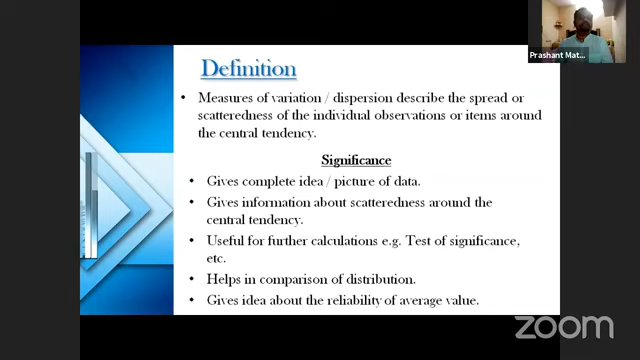 Definition
• Measures of variation / dispersion describe the spread or
scatteredness of the individual observations or items around
the central tendency.
Significance
• Gives complete idea / picture of data.
• Gives information about scatteredness around the
central tendency.
• Useful for further calculations e.g. Test of significance,
etc.
• Helps in comparison of distribution.
• Gives idea about the reliability of average value.
Prashant Mat...
zoom